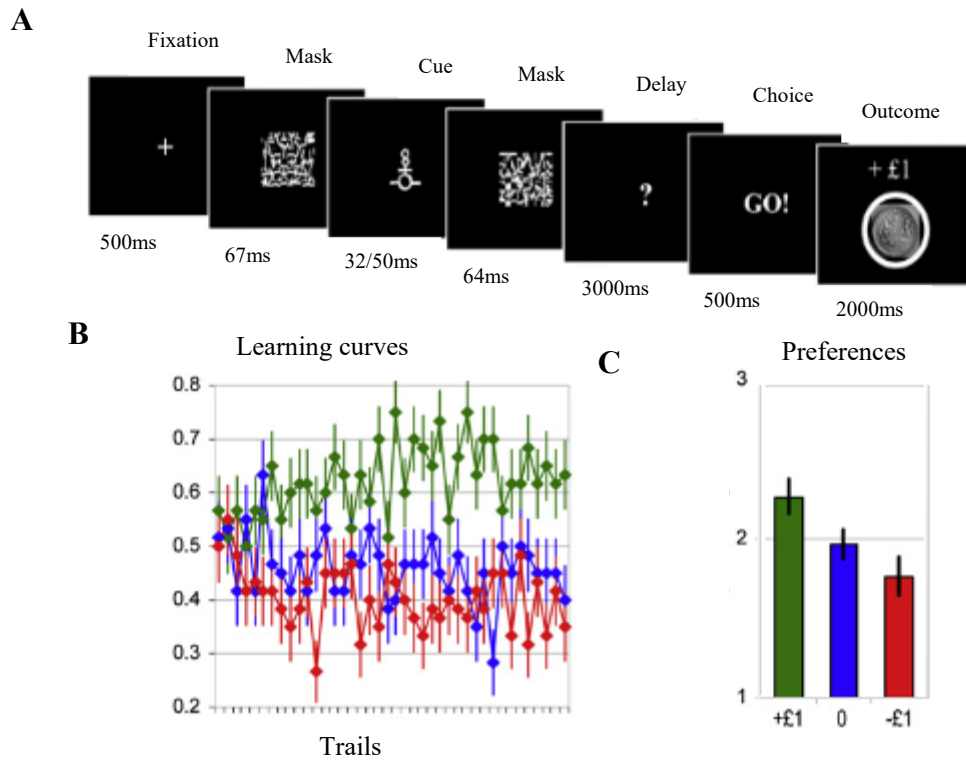 A
Fixation
Mask
Cue
Mask
Delay
Choice
Outcome
+
?
GO!
+ £1
500ms
67ms
32/50ms
64ms
3000ms
500ms
2000ms
B
Learning curves
0.8
0.7
0.6
0.5
0.4
0.3
0.2
Trails
C
Preferences
3
2
1
+£1 0 -£1